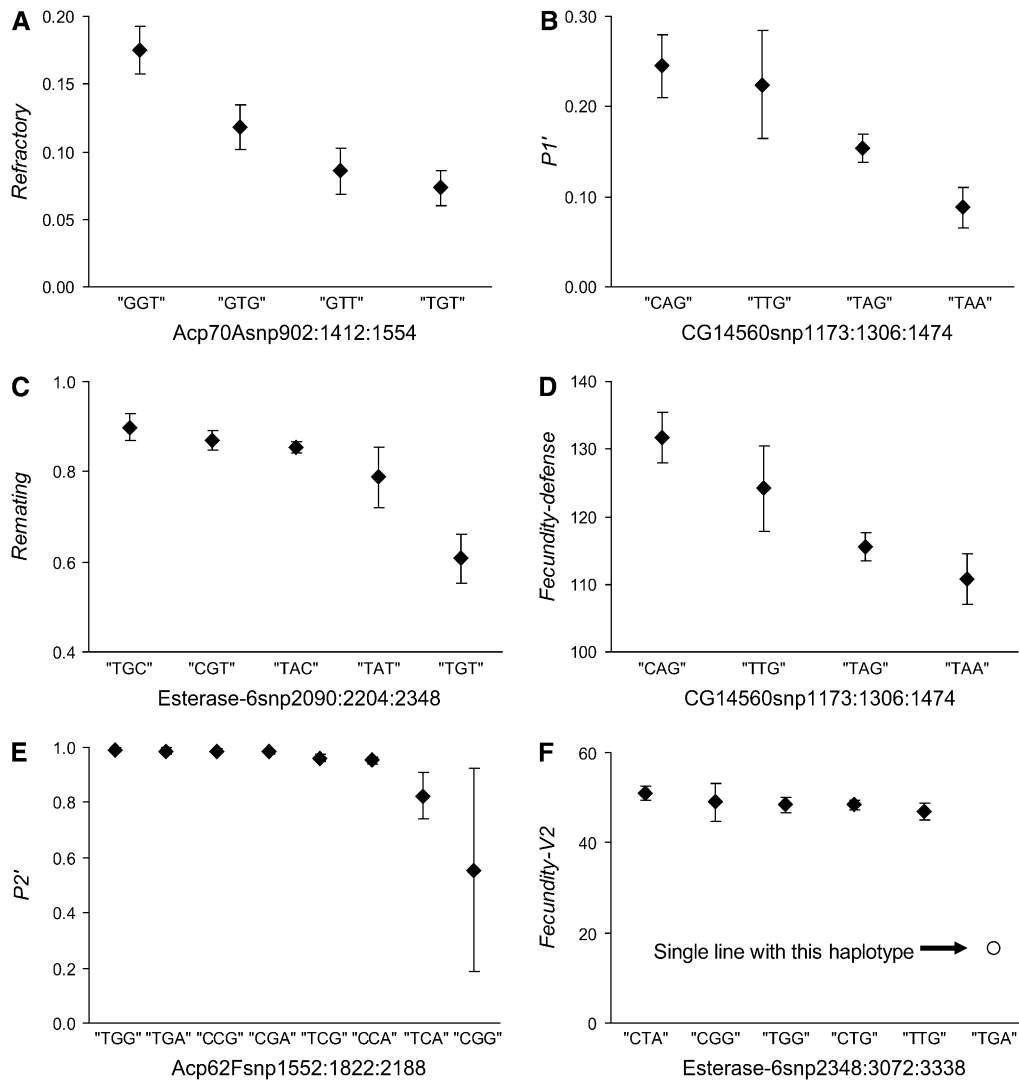 A
Refractory
0.20
0.15
0.10
0.05
0.00
"GGT" "GTG" "GTT" "TGT"
Acp70Asnp902:1412:1554
B
P1'
0.30
0.20
0.10
0.00
"CAG" "TTG" "TAG" "TAA"
CG14560snp1173:1306:1474
C
Remating
1.0
0.8
0.6
0.4
"TGC" "CGT" "TAC" "TAT" "TGT"
Esterase-6snp2090:2204:2348
D
Fecundity-defense
140
130
120
110
100
"CAG" "TTG" "TAG" "TAA"
CG14560snp1173:1306:1474
E
P2'
1.0
0.8
0.6
0.4
0.2
0.0
"TGG" "TGA" "CCG" "CGA" "TCG" "CCA" "TCA" "CGG"
Acp62Fsnp1552:1822:2188
F
Fecundity-V2
60
40
20
0
Single line with this haplotype
"CTA" "CGG" "TGG" "CTG" "TTG" "TGA"
Esterase-6snp2348:3072:3338